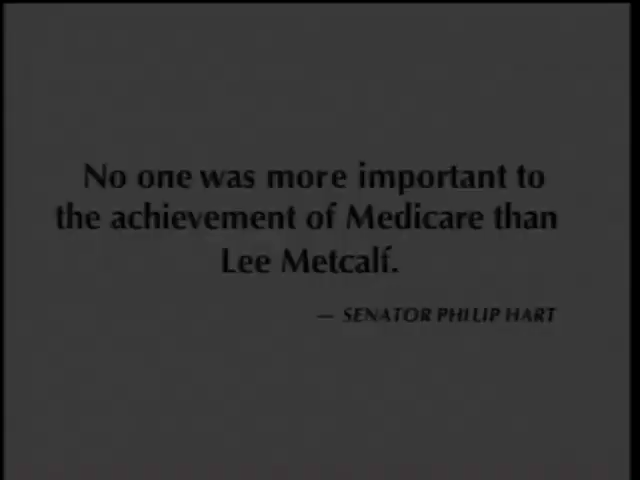 No one was more important to
the achievement of Medicare than
Lee Metcalf.
— SENATOR PHILIP HART